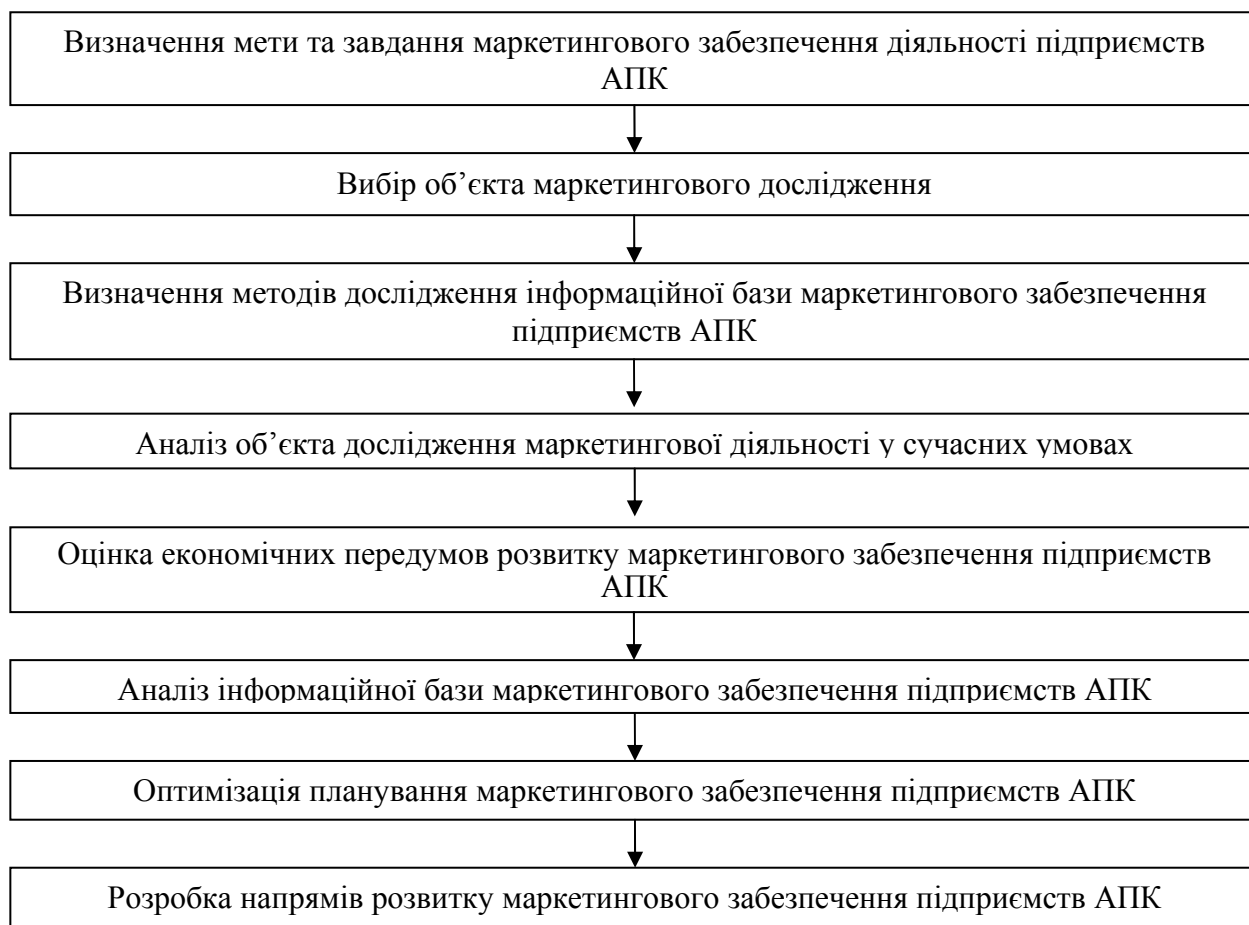 Визначення мети та завдання маркетингового забезпечення діяльності підприємств
АПК
Вибір об’єкта маркетингового дослідження
Визначення методів дослідження інформаційної бази маркетингового забезпечення
підприємств АПК
Аналіз об’єкта дослідження маркетингової діяльності у сучасних умовах
Оцінка економічних передумов розвитку маркетингового забезпечення підприємств
АПК
Аналіз інформаційної бази маркетингового забезпечення підприємств АПК
Оптимізація планування маркетингового забезпечення підприємств АПК
Розробка напрямів розвитку маркетингового забезпечення підприємств АПК